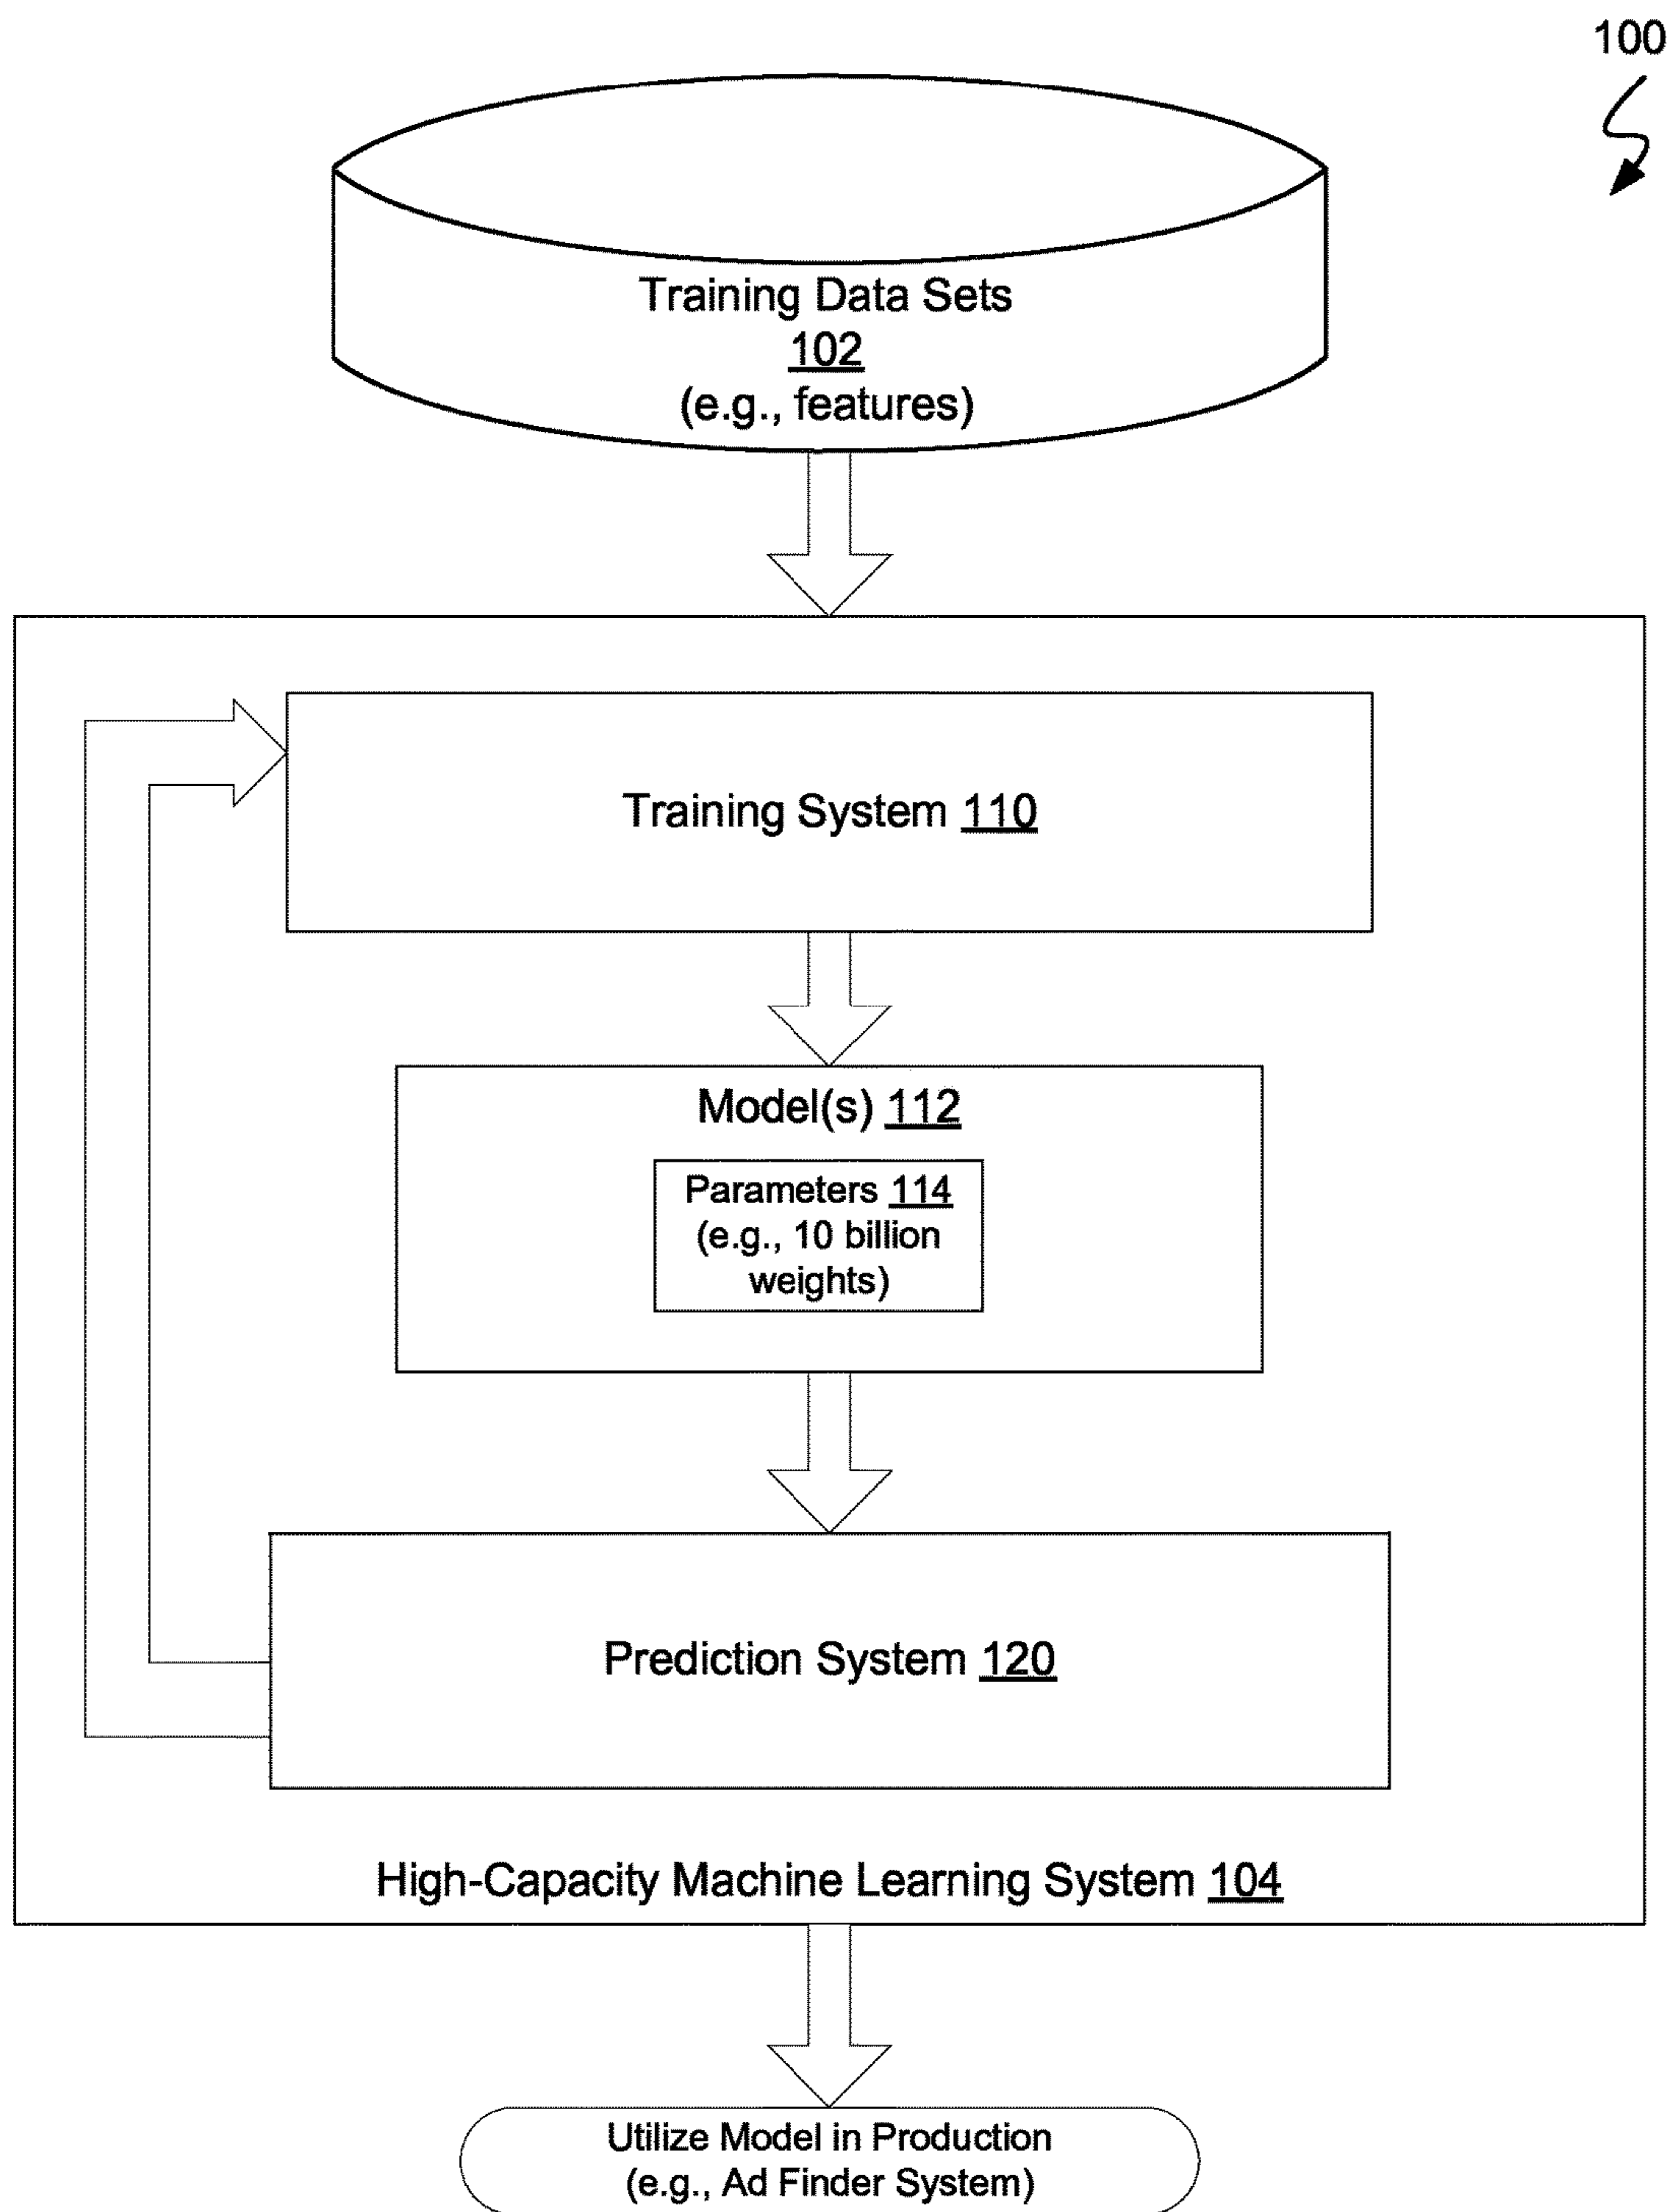 100
Training Data Sets
102
(e.g., features)
Training System 110
Model(s) 112
Parameters 114
(e.g., 10 billion
weights)
Prediction System 120
High-Capacity Machine Learning System 104
Utilize Model in Production
(e.g., Ad Finder System)